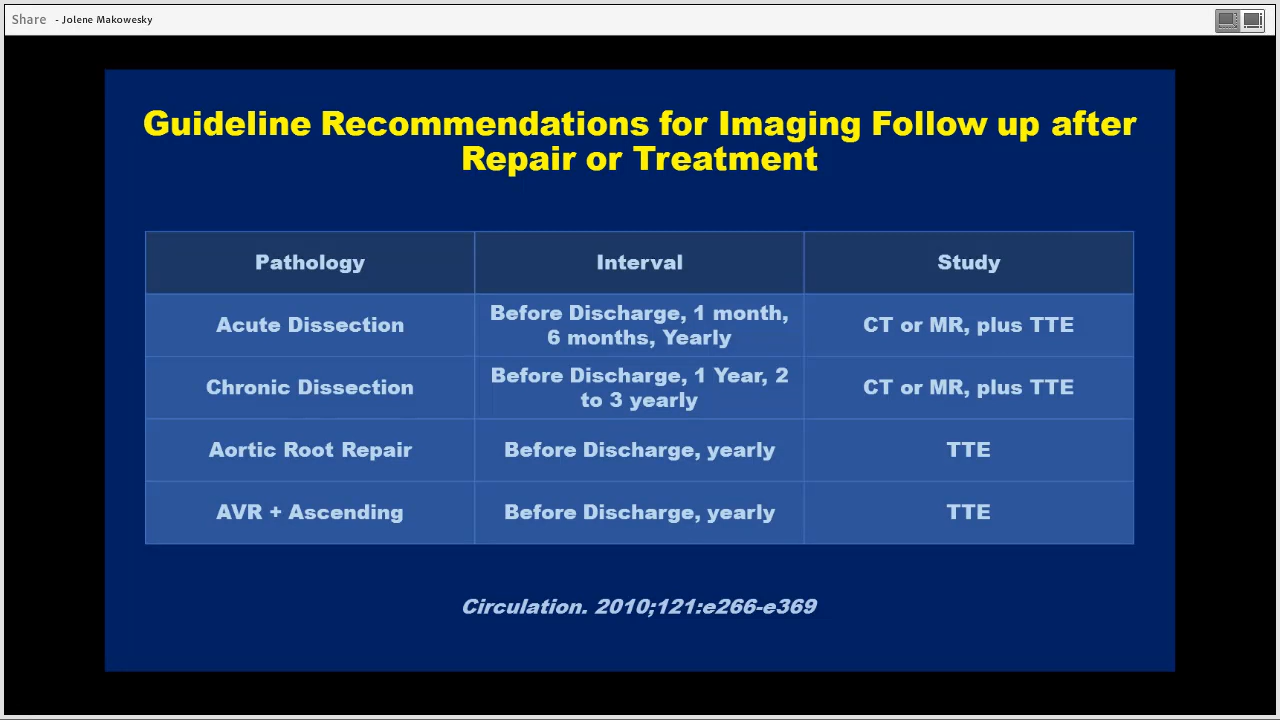 Share - Jolene Makowesky
Guideline Recommendations for Imaging Follow up after
Repair or Treatment
Pathology Interval Study
Acute Dissection Before Discharge, 1 month, CT or MR, plus TTE
6 months, Yearly
Chronic Dissection Before Discharge, 1 Year, 2 CT or MR, plus TTE
to 3 yearly
Aortic Root Repair Before Discharge, yearly TTE
AVR + Ascending Before Discharge, yearly TTE
Circulation. 2010;121:e266-e369